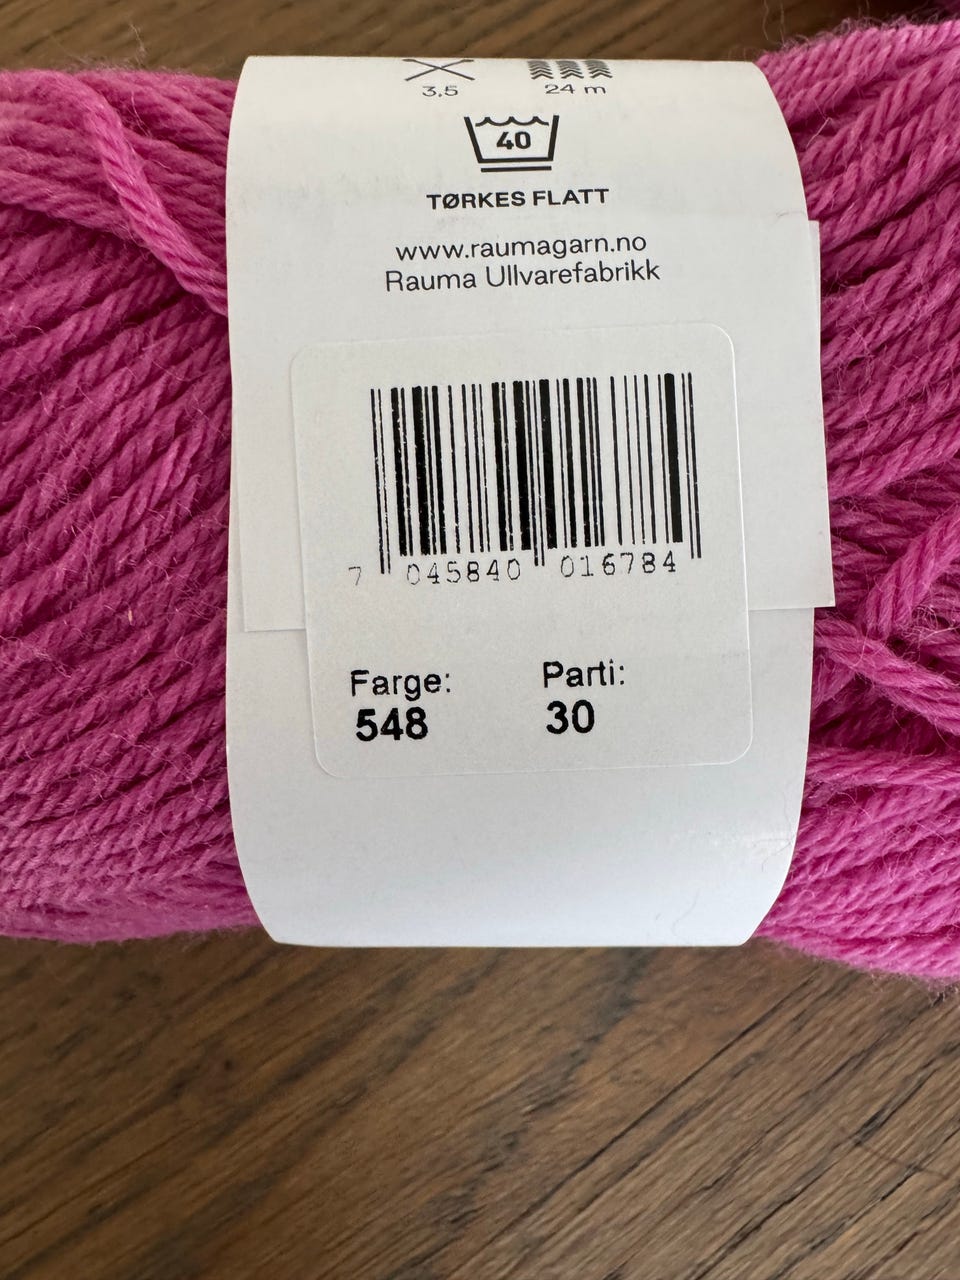 3,5 24 m
40
TØRKES FLATT
www.raumagarn.no
Rauma Ullvarefabrikk
7 045840 016784
Farge: Parti:
548 30